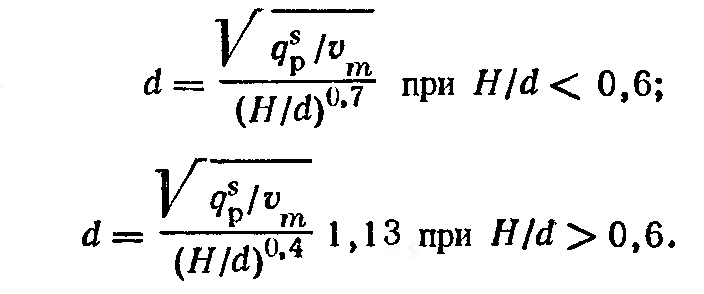 d = √(q_p^s/v_m) / (H/d)^0,7 при H/d < 0,6;
d = √(q_p^s/v_m) / (H/d)^0,4 1,13 при H/d > 0,6.